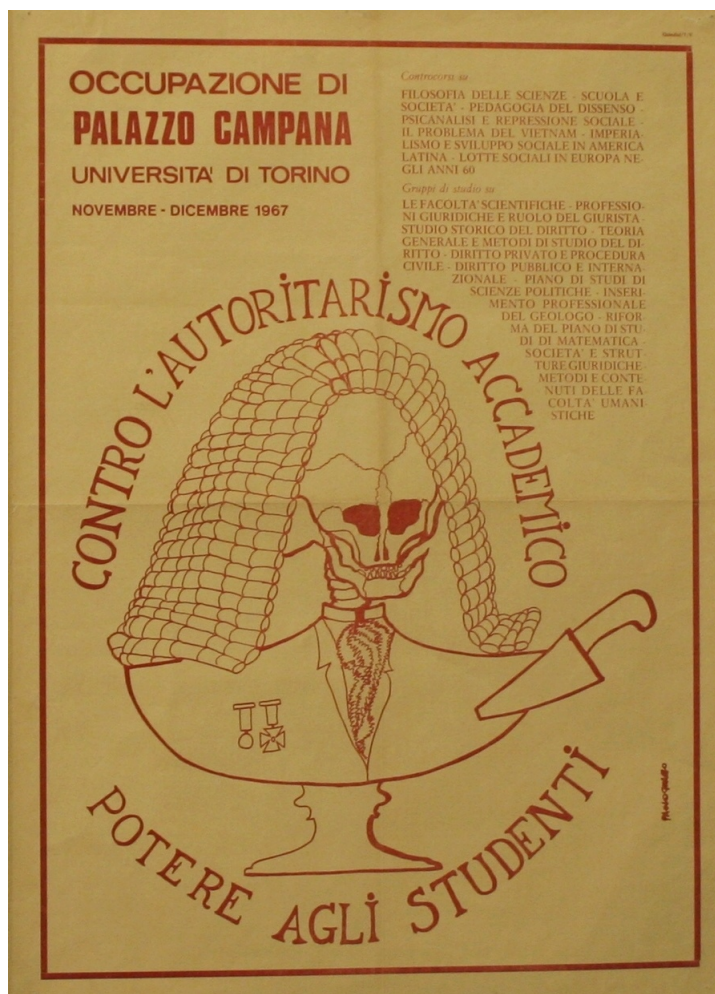 OCCUPAZIONE DI
PALAZZO CAMPANA
UNIVERSITA' DI TORINO
NOVEMBRE - DICEMBRE 1967
Controcorsi su
FILOSOFIA DELLE SCIENZE - SCUOLA E
SOCIETA' - PEDAGOGIA DEL DISSENSO -
PSICANALISI E REPRESSIONE SOCIALE -
IL PROBLEMA DEL VIETNAM - IMPERIA-
LISMO E SVILUPPO SOCIALE IN AMERICA
LATINA - LOTTE SOCIALI IN EUROPA NE-
GLI ANNI 60
Gruppi di studio su
LE FACOLTA' SCIENTIFICHE - PROFESSIO-
NI GIURIDICHE E RUOLO DEL GIURISTA -
STUDIO STORICO DEL DIRITTO - TEORIA
GENERALE E METODI DI STUDIO DEL DI-
RITTO - DIRITTO PRIVATO E PROCEDURA
CIVILE - DIRITTO PUBBLICO E INTERNA-
ZIONALE - PIANO DI STUDI DI
SCIENZE POLITICHE - INSERI-
MENTO PROFESSIONALE
DEL GEOLOGO - RIFOR-
MA DEL PIANO DI STU-
DI DI MATEMATICA -
SOCIETA' E STRUT-
TURE GIURIDICHE -
METODI E CONTE-
NUTI DELLE FA-
COLTA' UMANI
STICHE
CONTRO L'AUTORITARISMO ACCADEMICO
POTERE AGLI STUDENTI